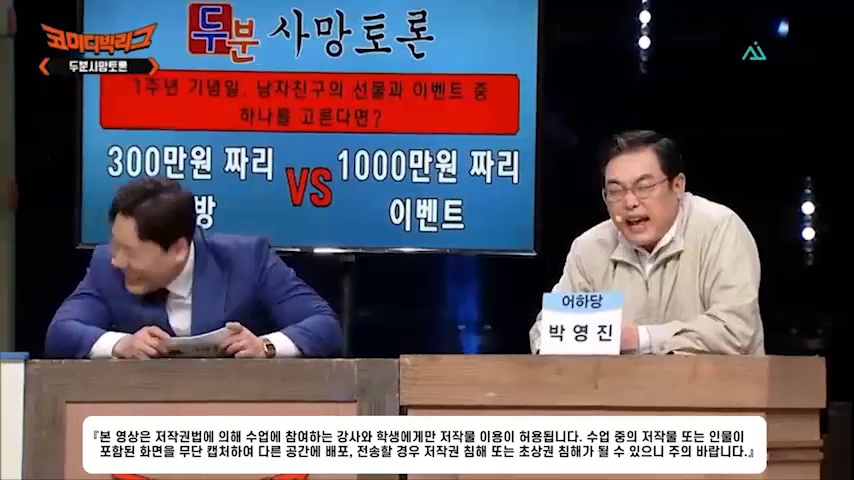 코미디빅리그
두분사망토론
두분 사망토론
1주년 기념일, 남자친구의 선물과 이벤트 중
하나를 고른다면?
300만원 짜리
방
VS
1000만원 짜리
이벤트
어하당
박영진
『본 영상은 저작권법에 의해 수업에 참여하는 강사와 학생에게만 저작물 이용이 허용됩니다. 수업 중의 저작물 또는 인물이
포함된 화면을 무단 캡처하여 다른 공간에 배포, 전송할 경우 저작권 침해 또는 초상권 침해가 될 수 있으니 주의 바랍니다.』